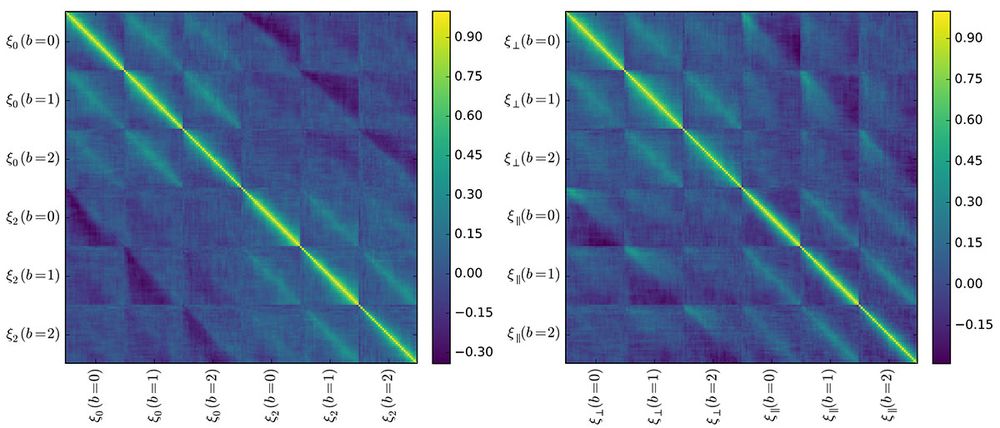 ξ₀(b=0)
ξ₀(b=1)
ξ₀(b=2)
ξ₂(b=0)
ξ₂(b=1)
ξ₂(b=2)
ξ₀(b=0)
ξ₀(b=1)
ξ₀(b=2)
ξ₂(b=0)
ξ₂(b=1)
ξ₂(b=2)
0.90
0.75
0.60
0.45
0.30
0.15
0.00
−0.15
−0.30
ξ⊥(b=0)
ξ⊥(b=1)
ξ⊥(b=2)
ξ∥(b=0)
ξ∥(b=1)
ξ∥(b=2)
ξ⊥(b=0)
ξ⊥(b=1)
ξ⊥(b=2)
ξ∥(b=0)
ξ∥(b=1)
ξ∥(b=2)
0.90
0.75
0.60
0.45
0.30
0.15
0.00
−0.15